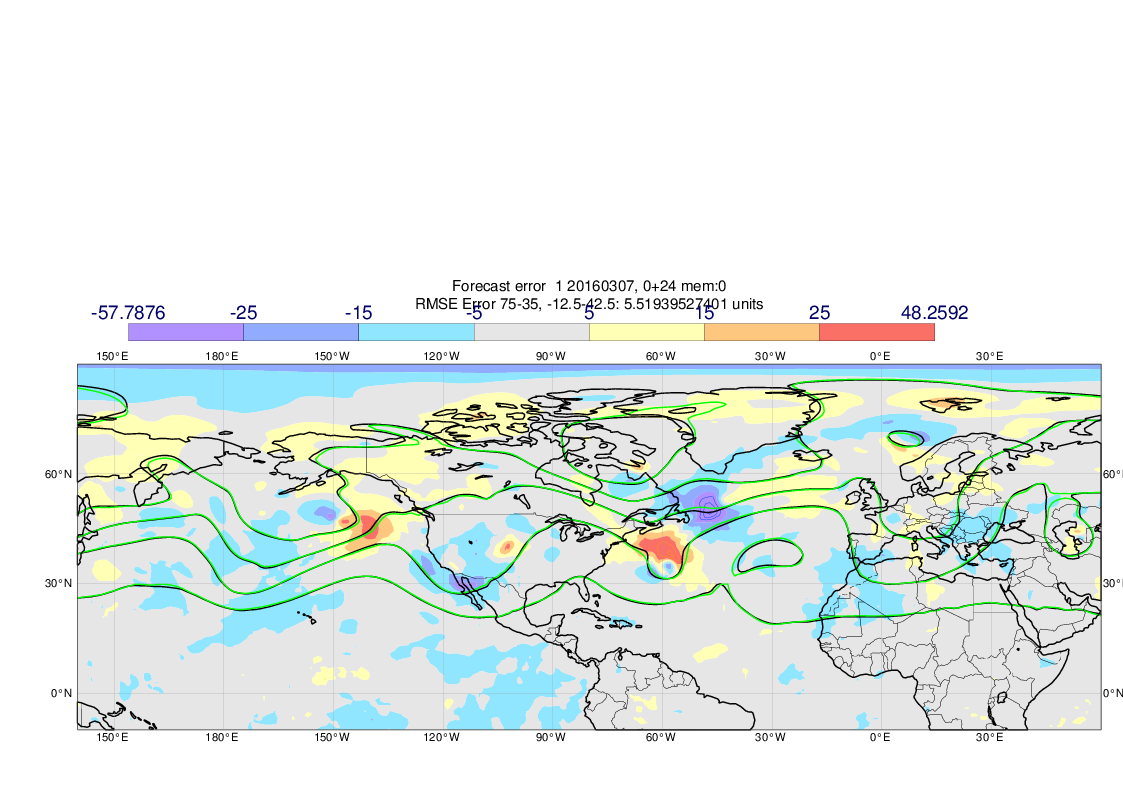 Forecast error  1 20160307, 0+24 mem:0
RMSE Error 75-35, -12.5-42.5: 5.51939527401 units
-57.7876 -25 -15 -5 5 15 25 48.2592
150°E 180°E 150°W 120°W 90°W 60°W 30°W 0°E 30°E
60°N 60°
30°N 30°N
0°N 0°N
150°E 180°E 150°W 120°W 90°W 60°W 30°W 0°E 30°E